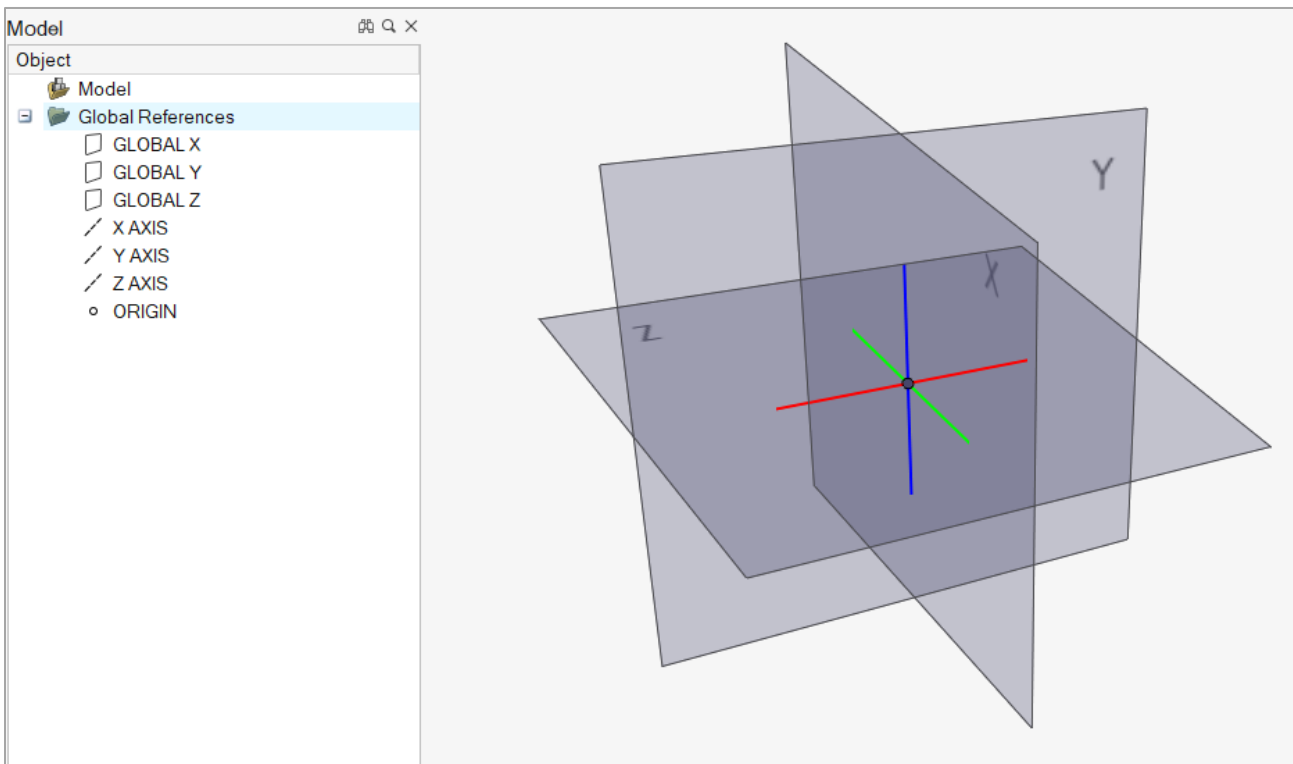 Model
Object
Model
Global References
GLOBAL X
GLOBAL Y
GLOBAL Z
X AXIS
Y AXIS
Z AXIS
ORIGIN
Y
X
Z